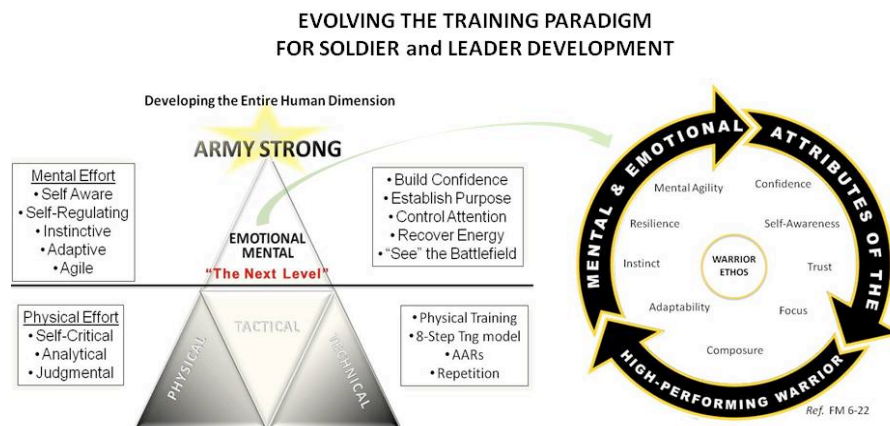 EVOLVING THE TRAINING PARADIGM
FOR SOLDIER and LEADER DEVELOPMENT
Developing the Entire Human Dimension
ARMY STRONG
Mental Effort
•Self Aware
•Self-Regulating
•Instinctive
•Adaptive
•Agile
EMOTIONAL
MENTAL
"The Next Level"
•Build Confidence
•Establish Purpose
•Control Attention
•Recover Energy
•"See" the Battlefield
Physical Effort
•Self-Critical
•Analytical
•Judgmental
PHYSICAL
TACTICAL
TECHNICAL
•Physical Training
•8-Step Tng model
•AARs
•Repetition
MENTAL & EMOTIONAL
ATTRIBUTES OF THE
HIGH-PERFORMING WARRIOR
Mental Agility
Confidence
Resilience
Self-Awareness
Instinct
WARRIOR
ETHOS
Trust
Adaptability
Focus
Composure
Ref. FM 6-22